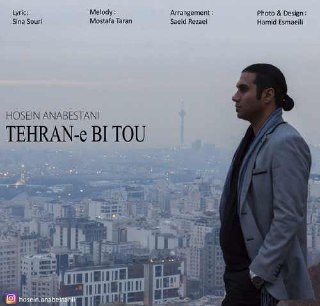 Lyric:
Sina Souri
Melody:
Mostafa Taran
Arrangement:
Saeid Rezaei
Photo & Design:
Hamid Esmaeili
HOSEIN ANABESTANI
TEHRAN-e BI TOU
hosein.anabestanii